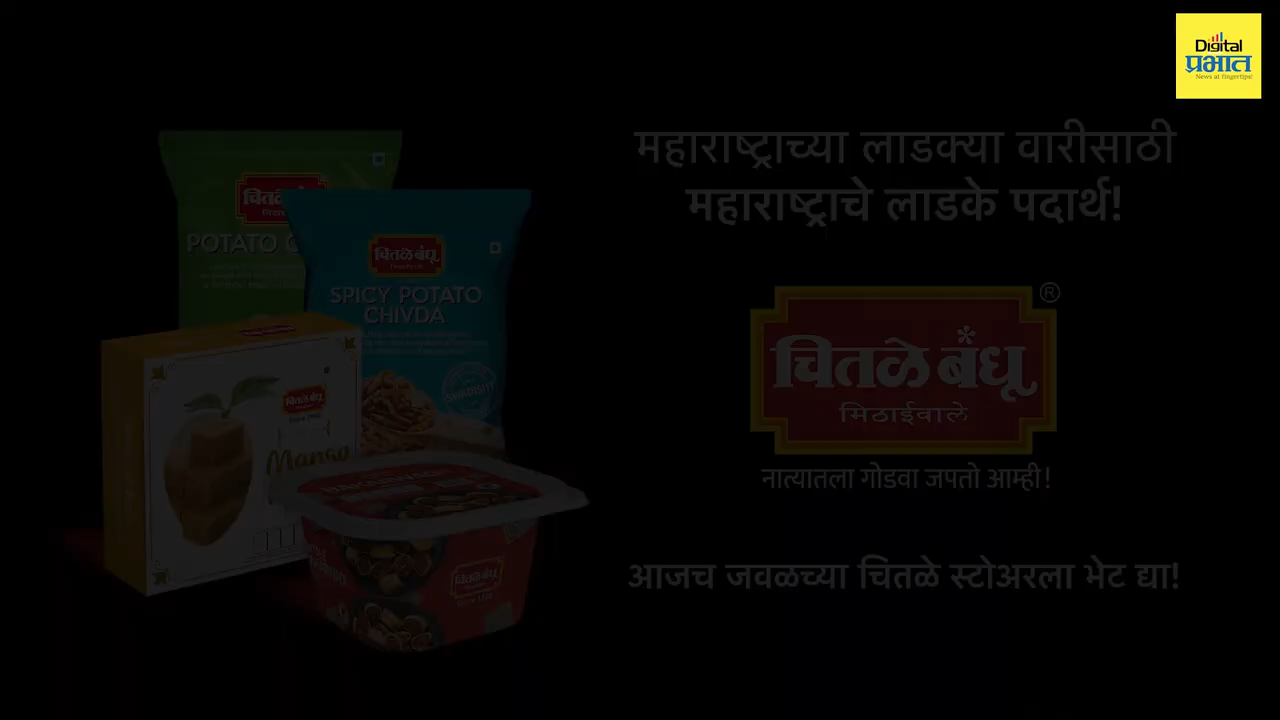 Digital
प्रभात
News at fingertips!
महाराष्ट्राच्या लाडक्या वारीसाठी
महाराष्ट्राचे लाडके पदार्थ!
POTATO
चितळे बंधू
SPICY POTATO
CHIVDA
चितळे बंधू
Mango
BAKARWADI
चितळे बंधू
®
चितळे बंधू
मिठाईवाले
नात्यातला गोडवा जपतो आम्ही!
आजच जवळच्या चितळे स्टोअरला भेट द्या!